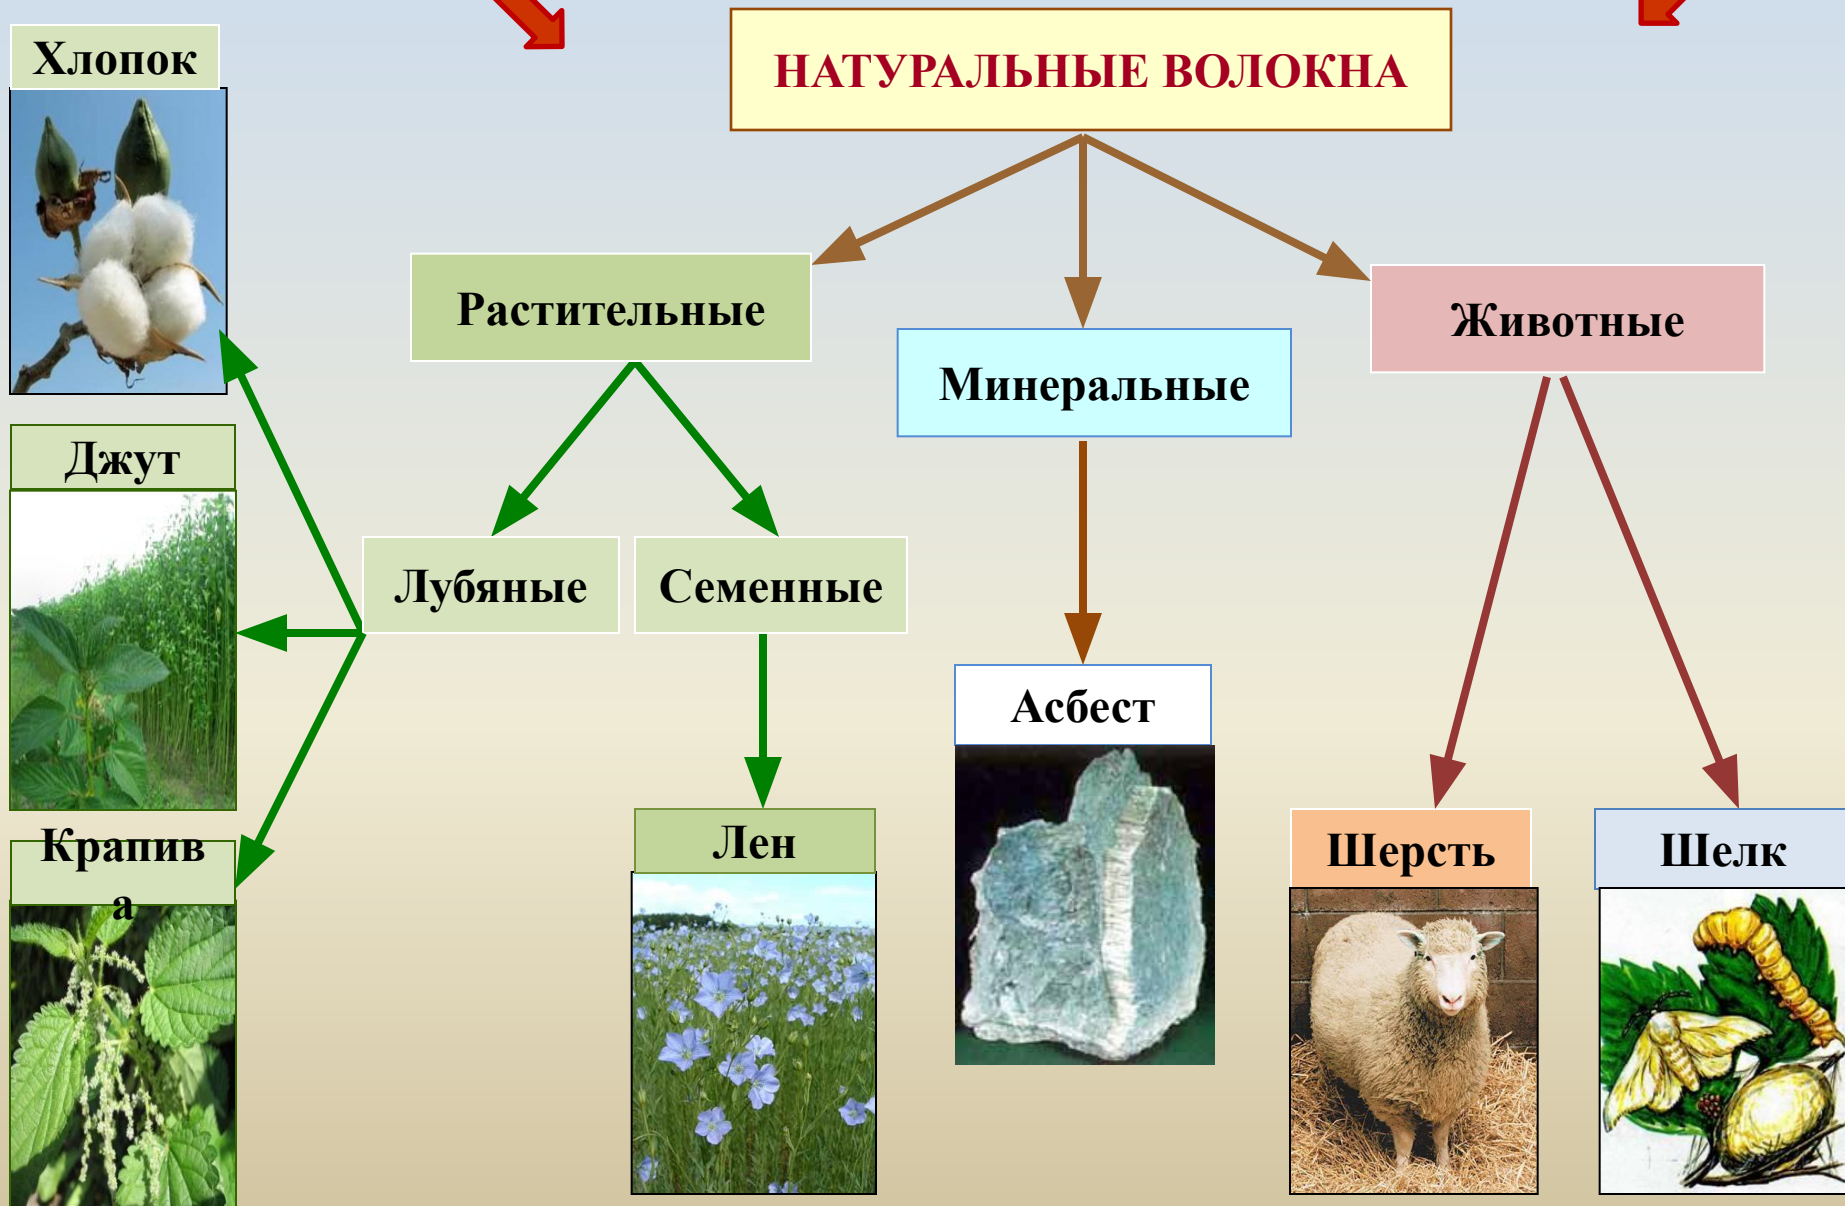 Хлопок
НАТУРАЛЬНЫЕ ВОЛОКНА
Растительные
Животные
Минеральные
Джут
Лубяные
Семенные
Асбест
Крапив
а
Лен
Шерсть
Шелк